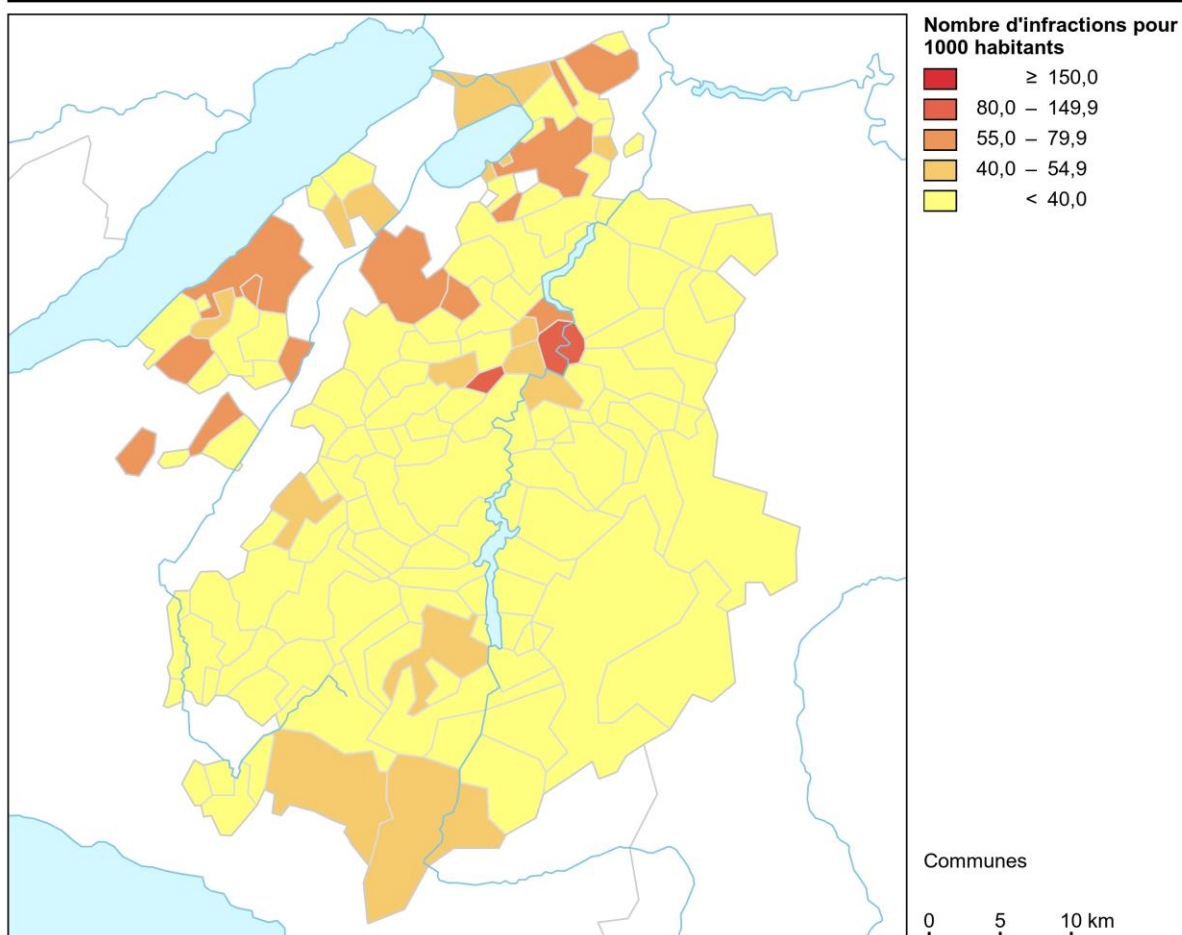 Nombre d'infractions pour
1000 habitants
≥ 150,0
80,0 – 149,9
55,0 – 79,9
40,0 – 54,9
< 40,0
Communes
0 5 10 km